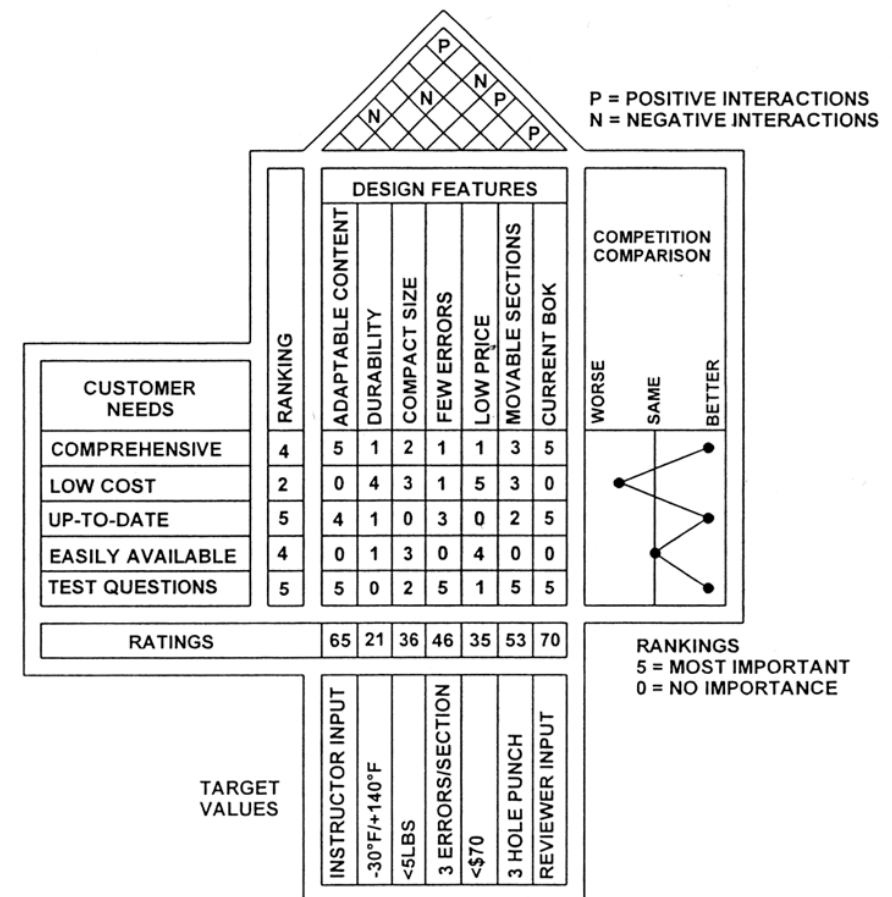 P
N
N P
N
P
P = POSITIVE INTERACTIONS
N = NEGATIVE INTERACTIONS
DESIGN FEATURES
RANKING
ADAPTABLE CONTENT
DURABILITY
COMPACT SIZE
FEW ERRORS
LOW PRICE
MOVABLE SECTIONS
CURRENT BOK
COMPETITION
COMPARISON
WORSE
SAME
BETTER
CUSTOMER
NEEDS
COMPREHENSIVE 4 5 1 2 1 1 3 5
LOW COST 2 0 4 3 1 5 3 0
UP-TO-DATE 5 4 1 0 3 0 2 5
EASILY AVAILABLE 4 0 1 3 0 4 0 0
TEST QUESTIONS 5 5 0 2 5 1 5 5
RATINGS 65 21 36 46 35 53 70
RANKINGS
5 = MOST IMPORTANT
0 = NO IMPORTANCE
TARGET
VALUES
INSTRUCTOR INPUT
-30°F/+140°F
<5LBS
3 ERRORS/SECTION
<$70
3 HOLE PUNCH
REVIEWER INPUT